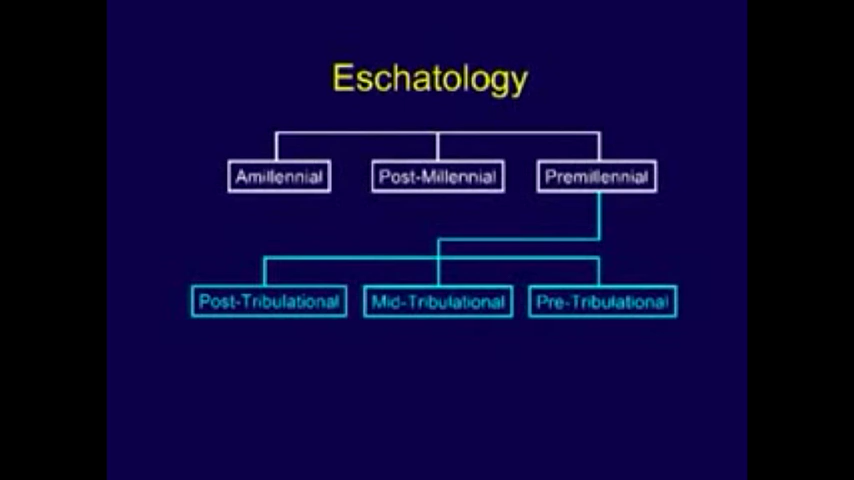 Eschatology
Amillennial Post-Millennial Premillennial
Post-Tribulational Mid-Tribulational Pre-Tribulational